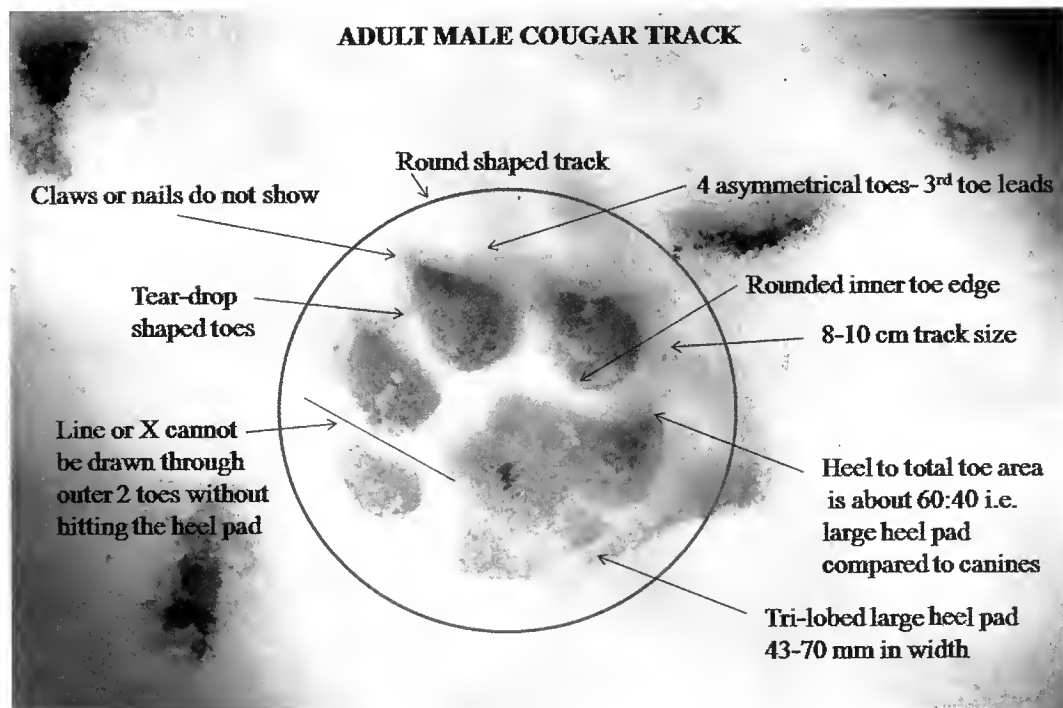 ADULT MALE COUGAR TRACK
Round shaped track
Claws or nails do not show
4 asymmetrical toes- 3rd toe leads
Tear-drop
shaped toes
Rounded inner toe edge
8-10 cm track size
Line or X cannot
be drawn through
outer 2 toes without
hitting the heel pad
Heel to total toe area
is about 60:40 i.e.
large heel pad
compared to canines
Tri-lobed large heel pad
43-70 mm in width